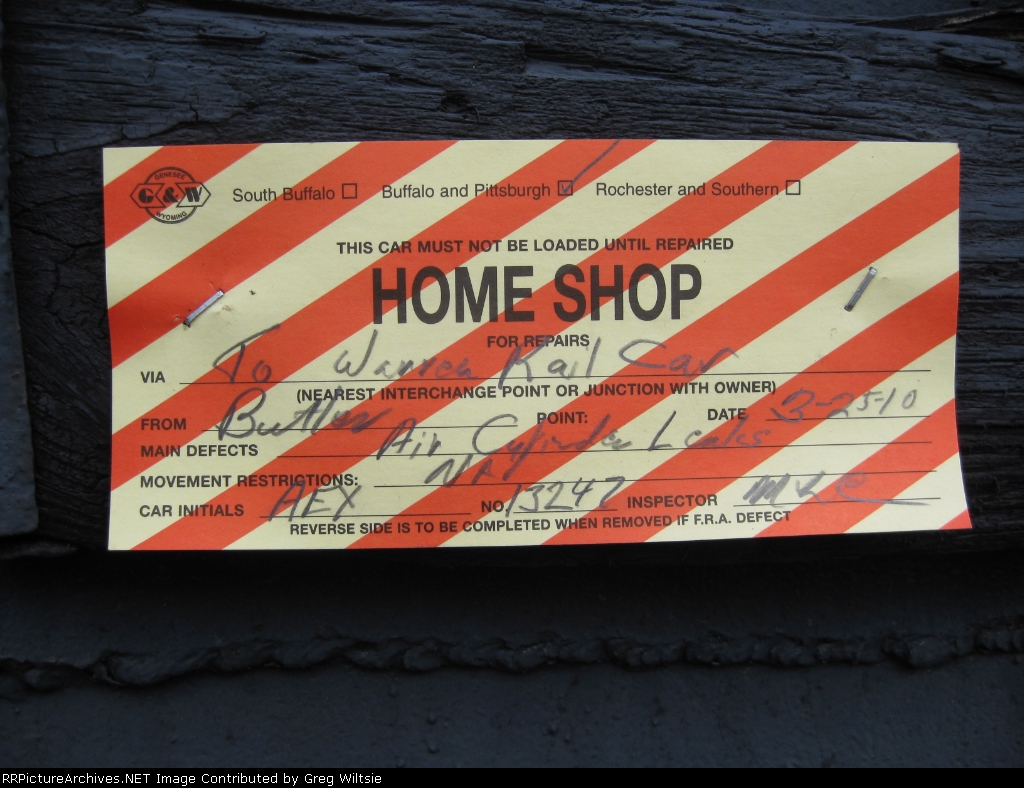 GENESEE
G&W
WYOMING
South Buffalo ☐ Buffalo and Pittsburgh ☑ Rochester and Southern ☐
THIS CAR MUST NOT BE LOADED UNTIL REPAIRED
HOME SHOP
FOR REPAIRS
VIA To Warren Rail Car
(NEAREST INTERCHANGE POINT OR JUNCTION WITH OWNER)
FROM Butler POINT: DATE 3-25-10
MAIN DEFECTS Air Cylinder Leaks
MOVEMENT RESTRICTIONS: NA
CAR INITIALS AEX NO. 13247 INSPECTOR
REVERSE SIDE IS TO BE COMPLETED WHEN REMOVED IF F.R.A. DEFECT
RRPictureArchives.NET Image Contributed by Greg Wiltsie